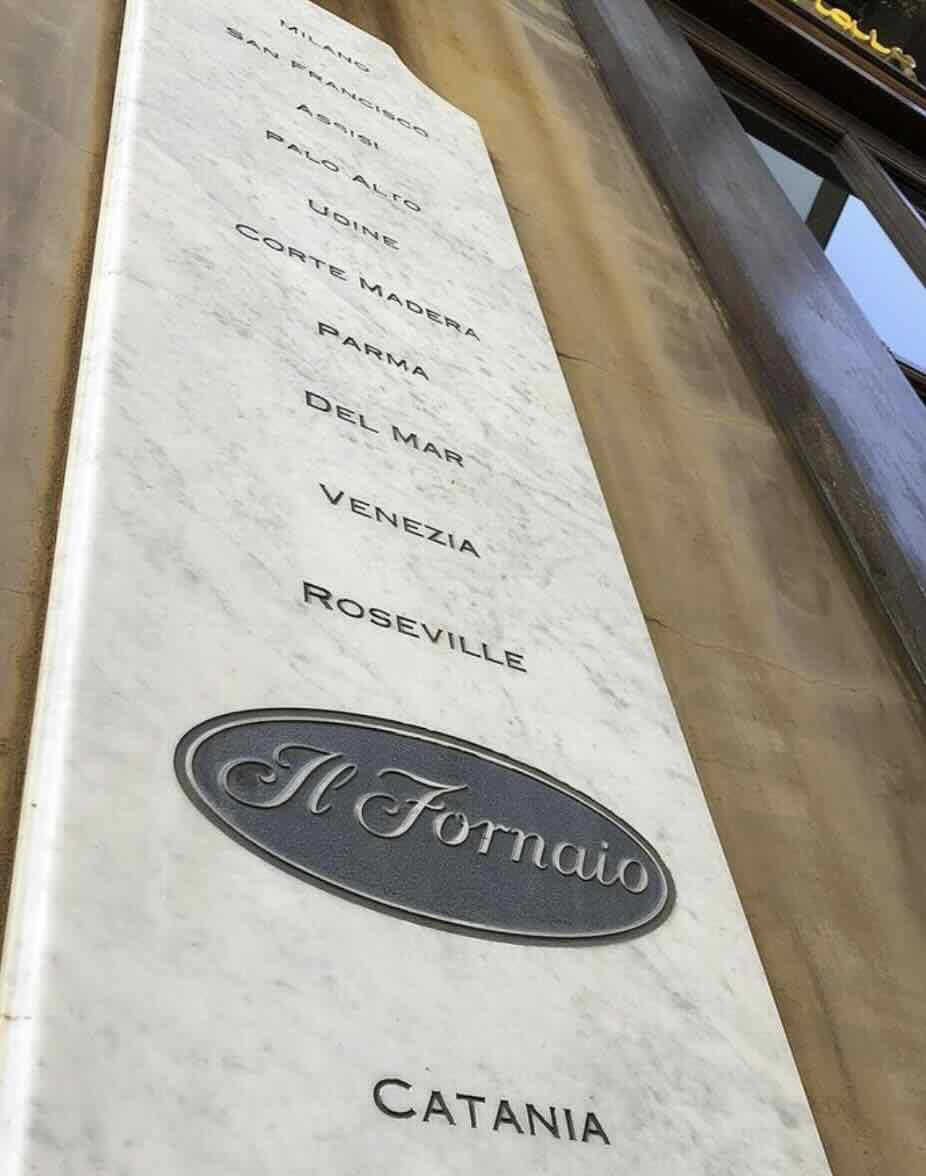 MILANO
SAN FRANCISCO
ASSISI
PALO ALTO
UDINE
CORTE MADERA
PARMA
DEL MAR
VENEZIA
ROSEVILLE
Il Fornaio
CATANIA